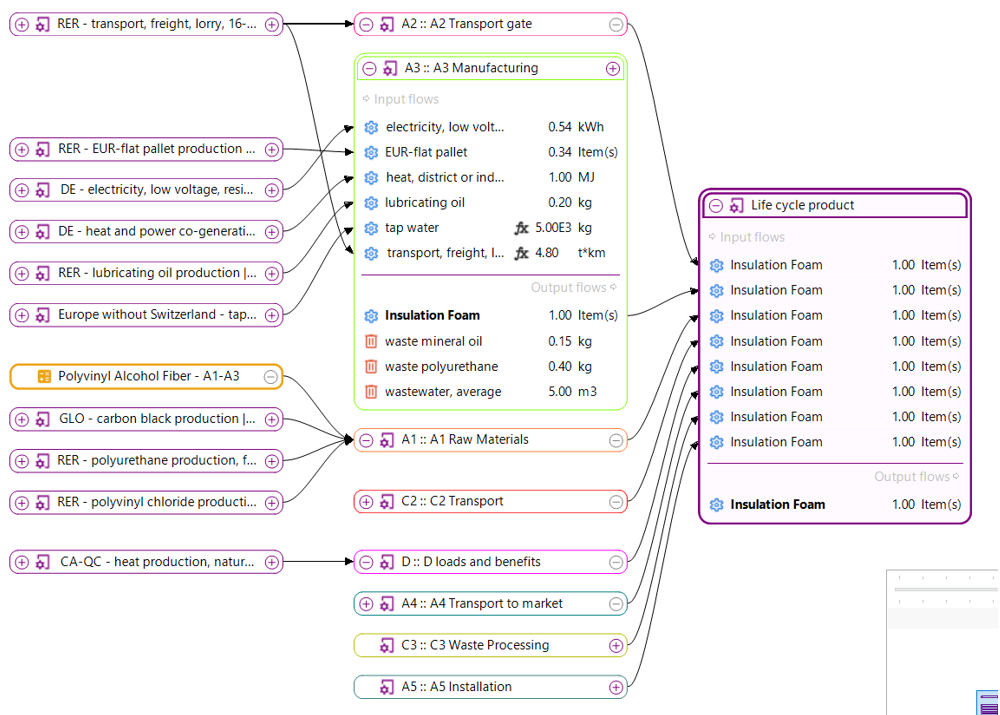 RER - transport, freight, lorry, 16-...
A2 :: A2 Transport gate
A3 :: A3 Manufacturing
Input flows
electricity, low volt... 0.54 kWh
EUR-flat pallet 0.34 Item(s)
heat, district or ind... 1.00 MJ
lubricating oil 0.20 kg
tap water fx 5.00E3 kg
transport, freight, l... fx 4.80 t*km
Output flows
Insulation Foam 1.00 Item(s)
waste mineral oil 0.15 kg
waste polyurethane 0.40 kg
wastewater, average 5.00 m3
RER - EUR-flat pallet production ...
DE - electricity, low voltage, resi...
DE - heat and power co-generati...
RER - lubricating oil production |...
Europe without Switzerland - tap...
Polyvinyl Alcohol Fiber - A1-A3
GLO - carbon black production |...
RER - polyurethane production, f...
RER - polyvinyl chloride producti...
CA-QC - heat production, natur...
A1 :: A1 Raw Materials
C2 :: C2 Transport
D :: D loads and benefits
A4 :: A4 Transport to market
C3 :: C3 Waste Processing
A5 :: A5 Installation
Life cycle product
Input flows
Insulation Foam 1.00 Item(s)
Insulation Foam 1.00 Item(s)
Insulation Foam 1.00 Item(s)
Insulation Foam 1.00 Item(s)
Insulation Foam 1.00 Item(s)
Insulation Foam 1.00 Item(s)
Insulation Foam 1.00 Item(s)
Insulation Foam 1.00 Item(s)
Output flows
Insulation Foam 1.00 Item(s)